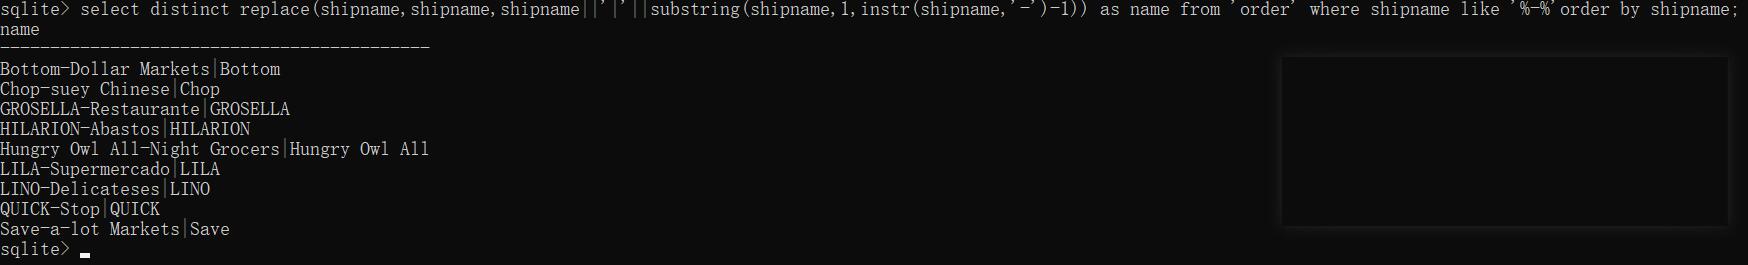 sqlite> select distinct replace(shipname,shipname,shipname||'|'||substring(shipname,1,instr(shipname,'-')-1)) as name from 'order' where shipname like '%-%'order by shipname;
name
-------------------------------------------
Bottom-Dollar Markets|Bottom
Chop-suey Chinese|Chop
GROSELLA-Restaurante|GROSELLA
HILARION-Abastos|HILARION
Hungry Owl All-Night Grocers|Hungry Owl All
LILA-Supermercado|LILA
LINO-Delicateses|LINO
QUICK-Stop|QUICK
Save-a-lot Markets|Save
sqlite>